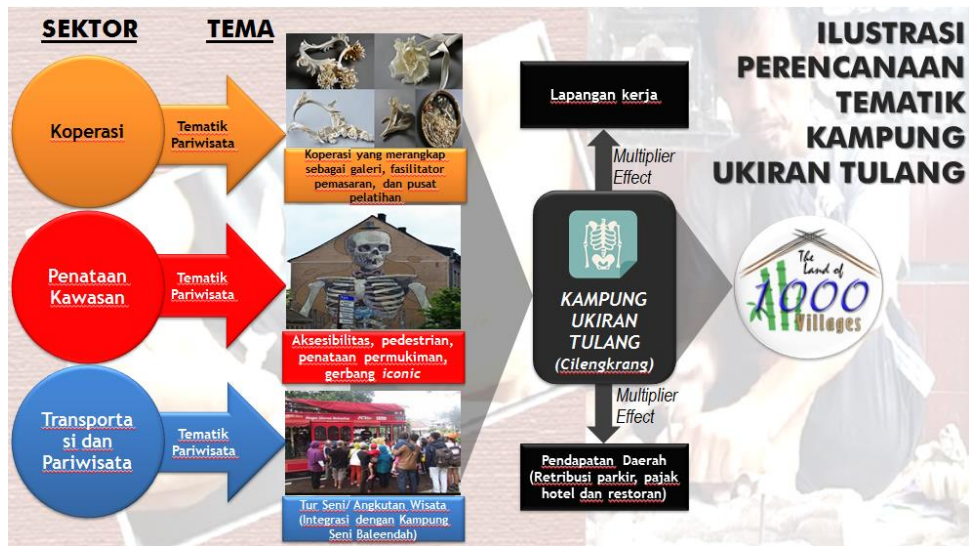 SEKTOR
TEMA
Koperasi
Tematik
Pariwisata
Koperasi yang merangkap
sebagai galeri, fasilitator
pemasaran, dan pusat
pelatihan
Penataan
Kawasan
Tematik
Pariwisata
Aksesibilitas, pedestrian,
penataan permukiman,
gerbang iconic
Transporta
si dan
Pariwisata
Tematik
Pariwisata
Tur Seni/ Angkutan Wisata
(Integrasi dengan Kampung
Seni Baleendah)
Lapangan kerja
Multiplier
Effect
KAMPUNG
UKIRAN
TULANG
(Cilengkrang)
Multiplier
Effect
Pendapatan Daerah
(Retribusi parkir, pajak
hotel dan restoran)
ILUSTRASI
PERENCANAAN
TEMATIK
KAMPUNG
UKIRAN TULANG
The
Land of
1000
Villages